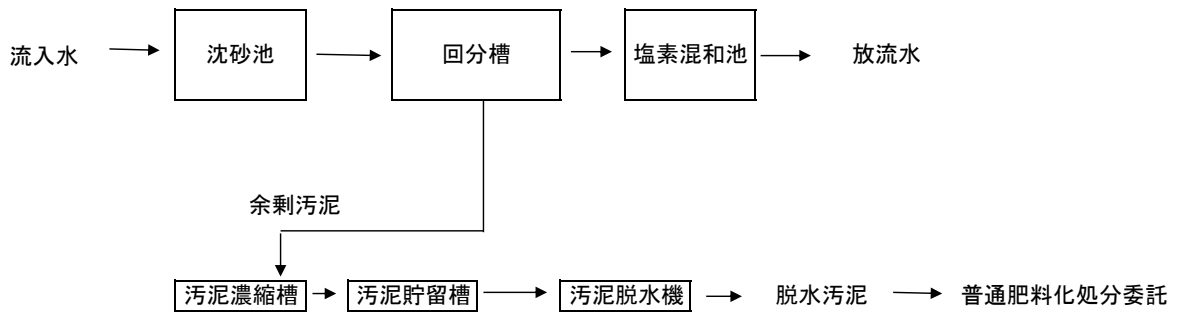 流入水
沈砂池
回分槽
塩素混和池
放流水
余剰汚泥
汚泥濃縮槽
汚泥貯留槽
汚泥脱水機
脱水汚泥
普通肥料化処分委託